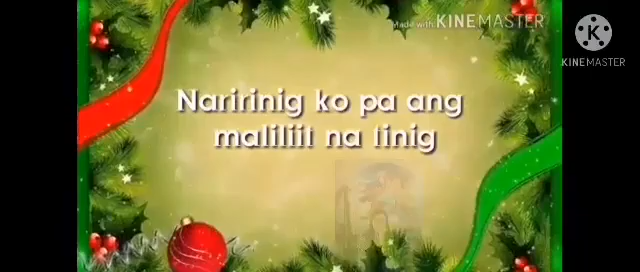 Made with KINEMASTER
KINEMASTER
Naririnig ko pa ang
maliliit na tinig